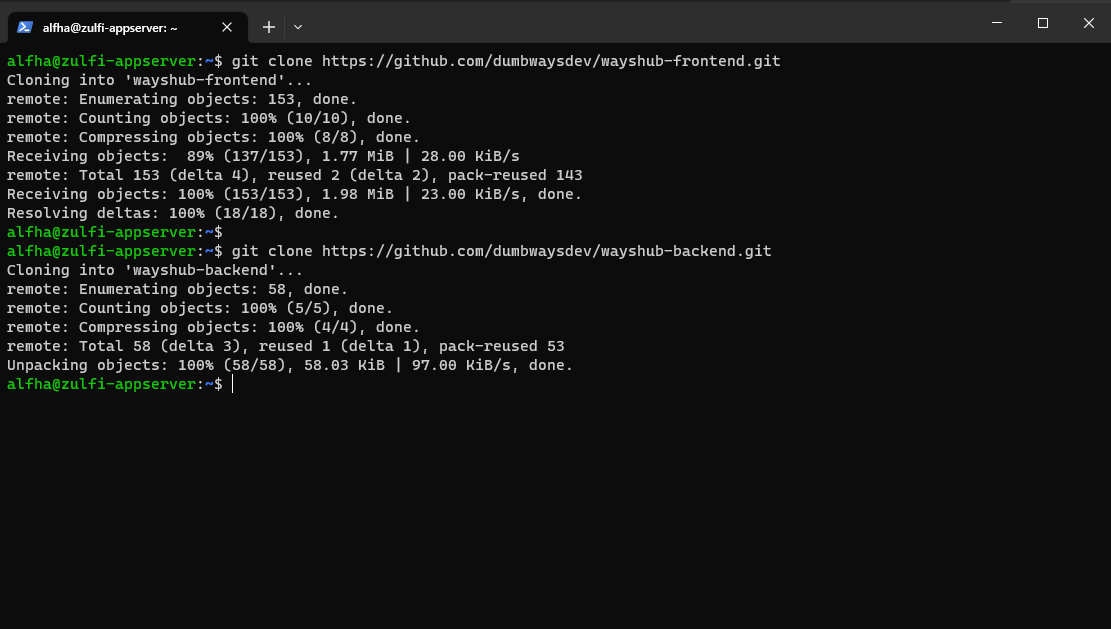 alfha@zulfi-appserver: ~
alfha@zulfi-appserver:~$ git clone https://github.com/dumbwaysdev/wayshub-frontend.git
Cloning into 'wayshub-frontend'...
remote: Enumerating objects: 153, done.
remote: Counting objects: 100% (10/10), done.
remote: Compressing objects: 100% (8/8), done.
Receiving objects:  89% (137/153), 1.77 MiB | 28.00 KiB/s
remote: Total 153 (delta 4), reused 2 (delta 2), pack-reused 143
Receiving objects: 100% (153/153), 1.98 MiB | 23.00 KiB/s, done.
Resolving deltas: 100% (18/18), done.
alfha@zulfi-appserver:~$
alfha@zulfi-appserver:~$ git clone https://github.com/dumbwaysdev/wayshub-backend.git
Cloning into 'wayshub-backend'...
remote: Enumerating objects: 58, done.
remote: Counting objects: 100% (5/5), done.
remote: Compressing objects: 100% (4/4), done.
remote: Total 58 (delta 3), reused 1 (delta 1), pack-reused 53
Unpacking objects: 100% (58/58), 58.03 KiB | 97.00 KiB/s, done.
alfha@zulfi-appserver:~$